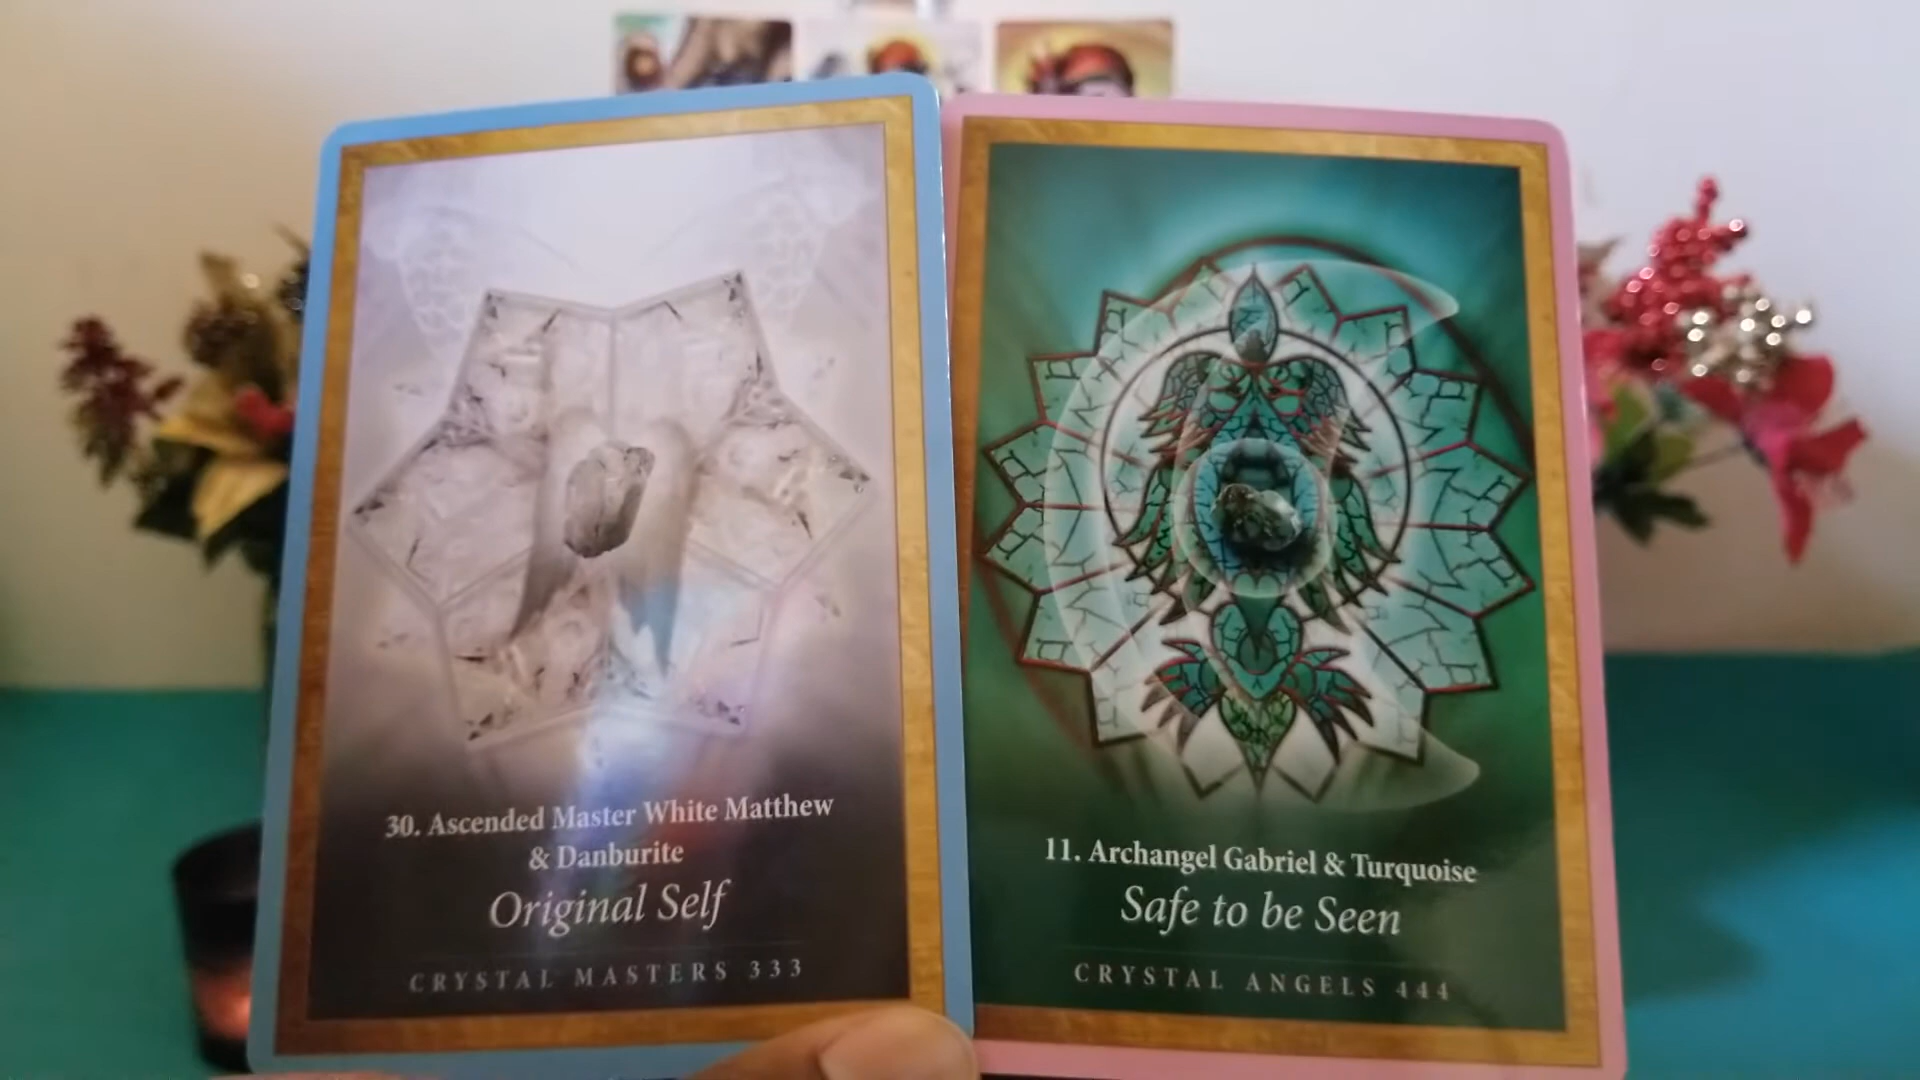 30. Ascended Master White Matthew
& Danburite
Original Self
CRYSTAL MASTERS 333
11. Archangel Gabriel & Turquoise
Safe to be Seen
CRYSTAL ANGELS 444